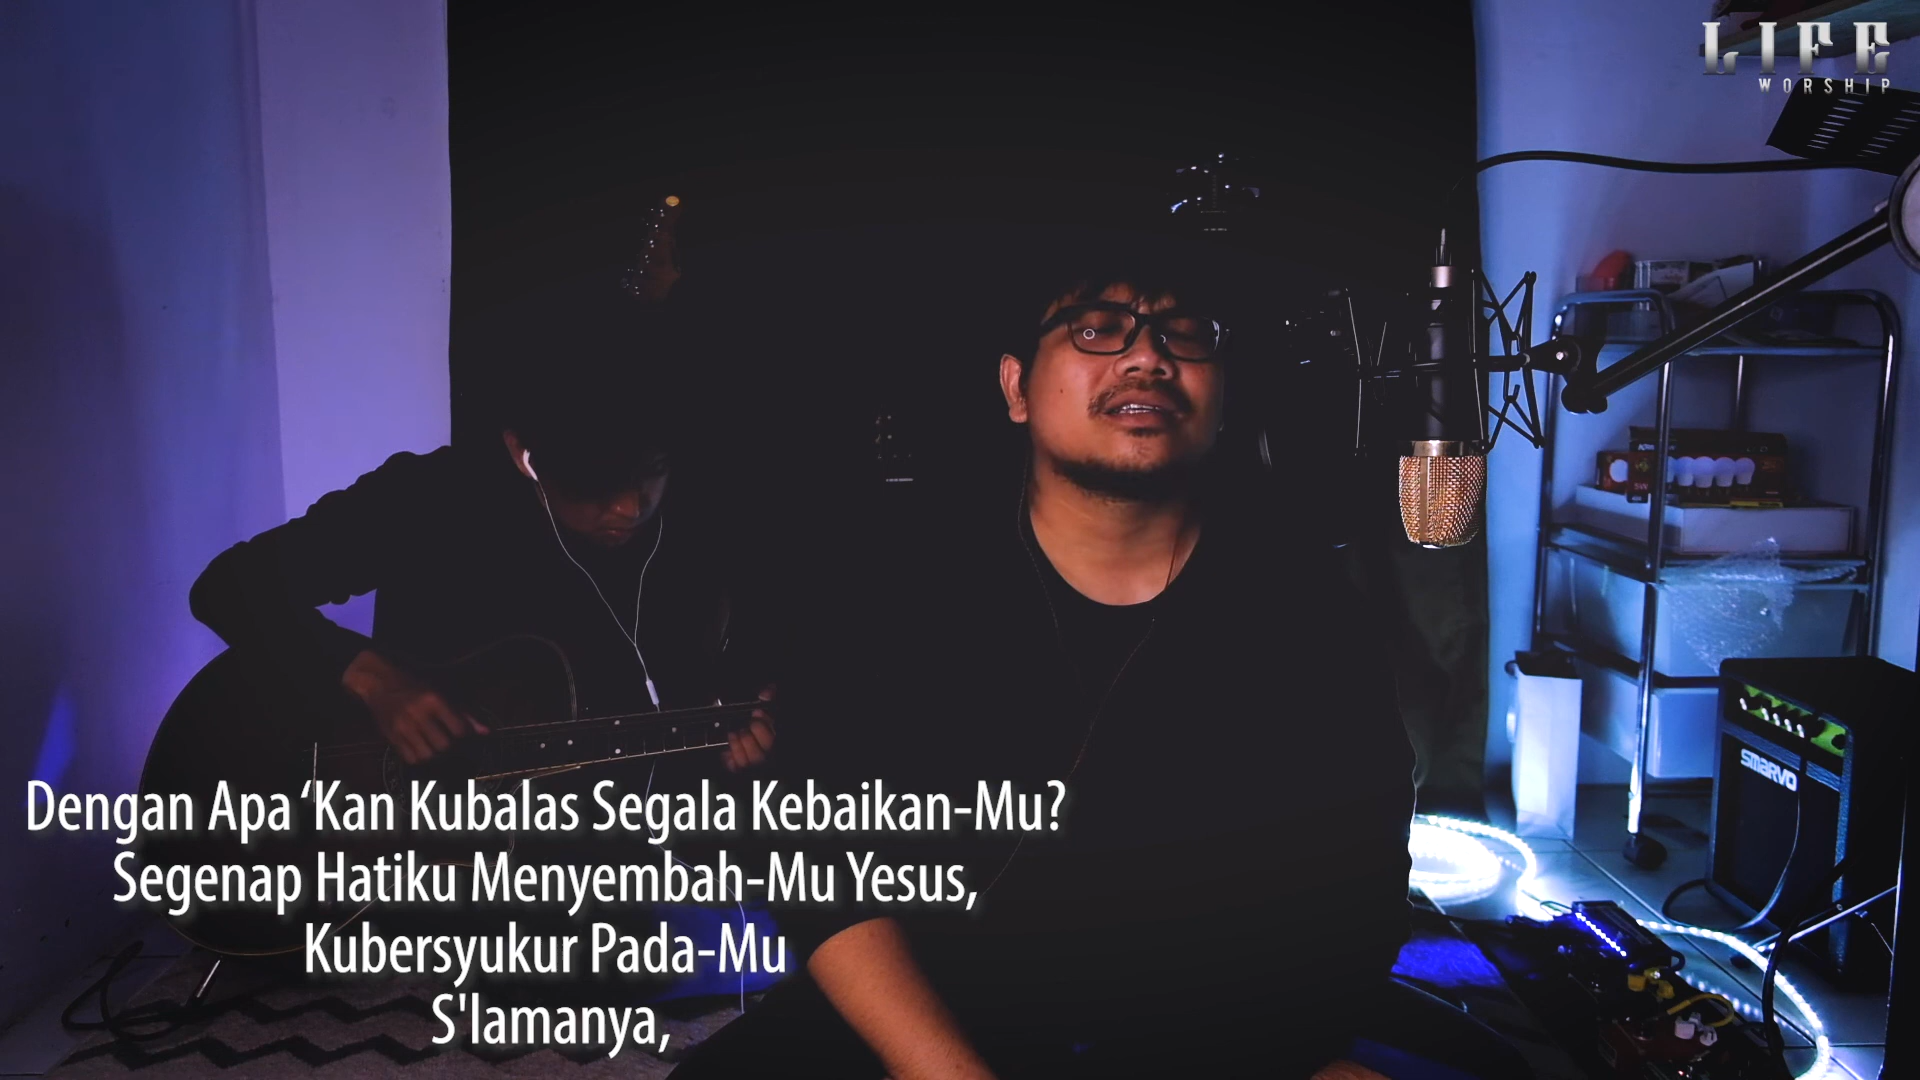 LIFE
WORSHIP
SMARVO
Dengan Apa ‘Kan Kubalas Segala Kebaikan-Mu?
Segenap Hatiku Menyembah-Mu Yesus,
Kubersyukur Pada-Mu
S'lamanya,